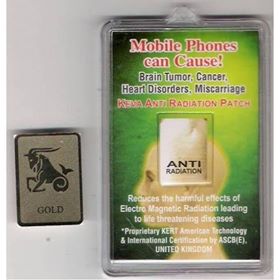 Mobile Phones
can Cause!
Brain Tumor, Cancer,
Heart Disorders, Miscarriage
KEVA ANTI RADIATION PATCH
ANTI
RADIATION
GOLD
Reduces the harmful effects of
Electro Magnetic Radiation leading
to life threatening diseases
*Proprietary KERT American Technology
& International Certification by ASCB(E),
UNITED KINGDOM